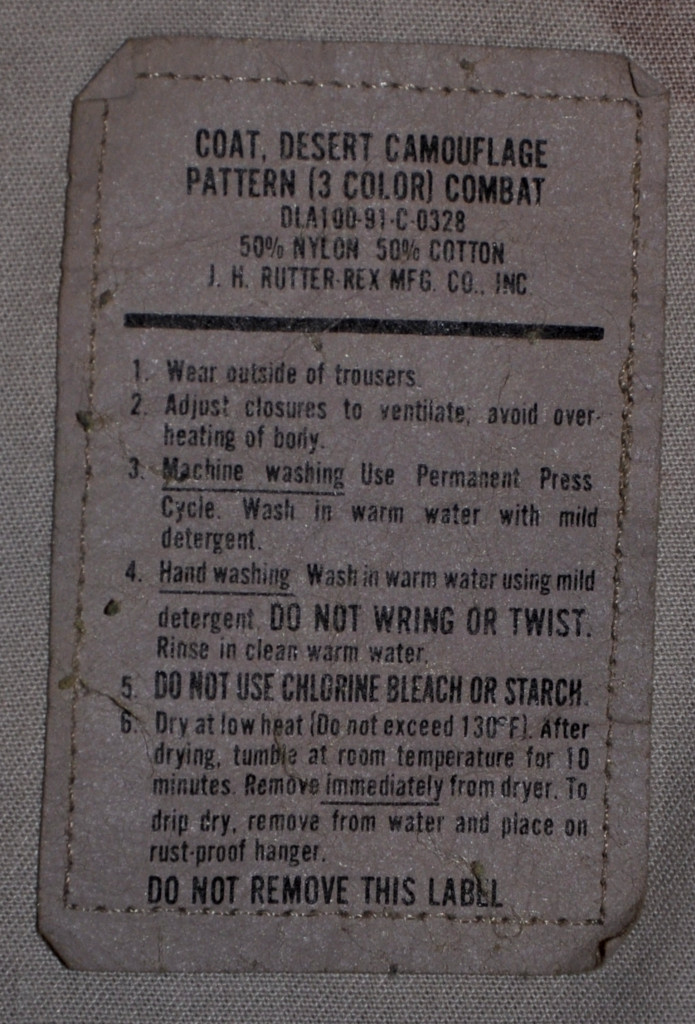 COAT, DESERT CAMOUFLAGE
PATTERN (3 COLOR) COMBAT
DLA100-91-C-0328
50% NYLON 50% COTTON
J. H. RUTTER-REX MFG. CO., INC
1. Wear outside of trousers.
2. Adjust closures to ventilate; avoid over-
heating of body.
3. Machine washing Use Permanent Press
Cycle. Wash in warm water with mild
detergent.
4. Hand washing Wash in warm water using mild
detergent. DO NOT WRING OR TWIST.
Rinse in clean warm water.
5. DO NOT USE CHLORINE BLEACH OR STARCH.
6. Dry at low heat (Do not exceed 130°F). After
drying, tumble at room temperature for 10
minutes. Remove immediately from dryer. To
drip dry, remove from water and place on
rust-proof hanger.
DO NOT REMOVE THIS LABEL